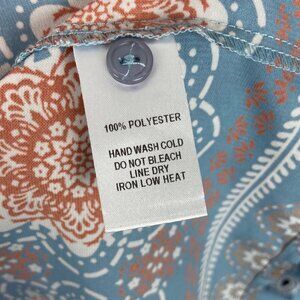 100% POLYESTER
HAND WASH COLD
DO NOT BLEACH
LINE DRY
IRON LOW HEAT